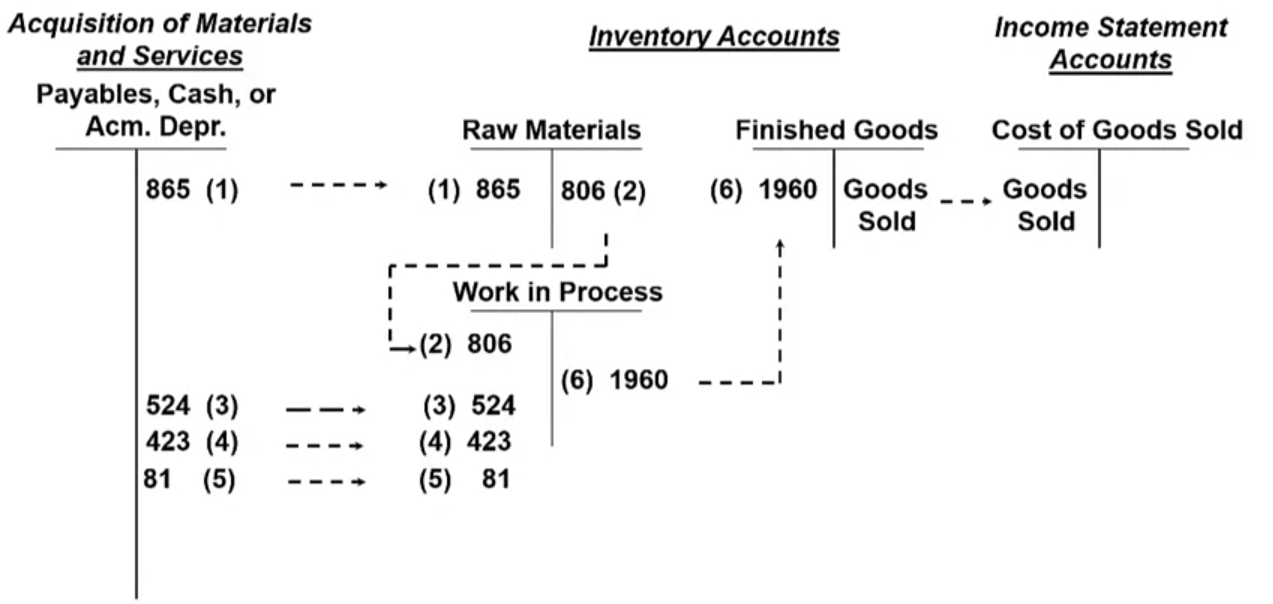 Acquisition of Materials
and Services
Inventory Accounts
Income Statement
Accounts
Payables, Cash, or
Acm. Depr.
Raw Materials
Finished Goods
Cost of Goods Sold
865 (1)
(1) 865
806 (2)
(6) 1960
Goods
Sold
Goods
Sold
Work in Process
(2) 806
(6) 1960
524 (3)
(3) 524
423 (4)
(4) 423
81 (5)
(5) 81